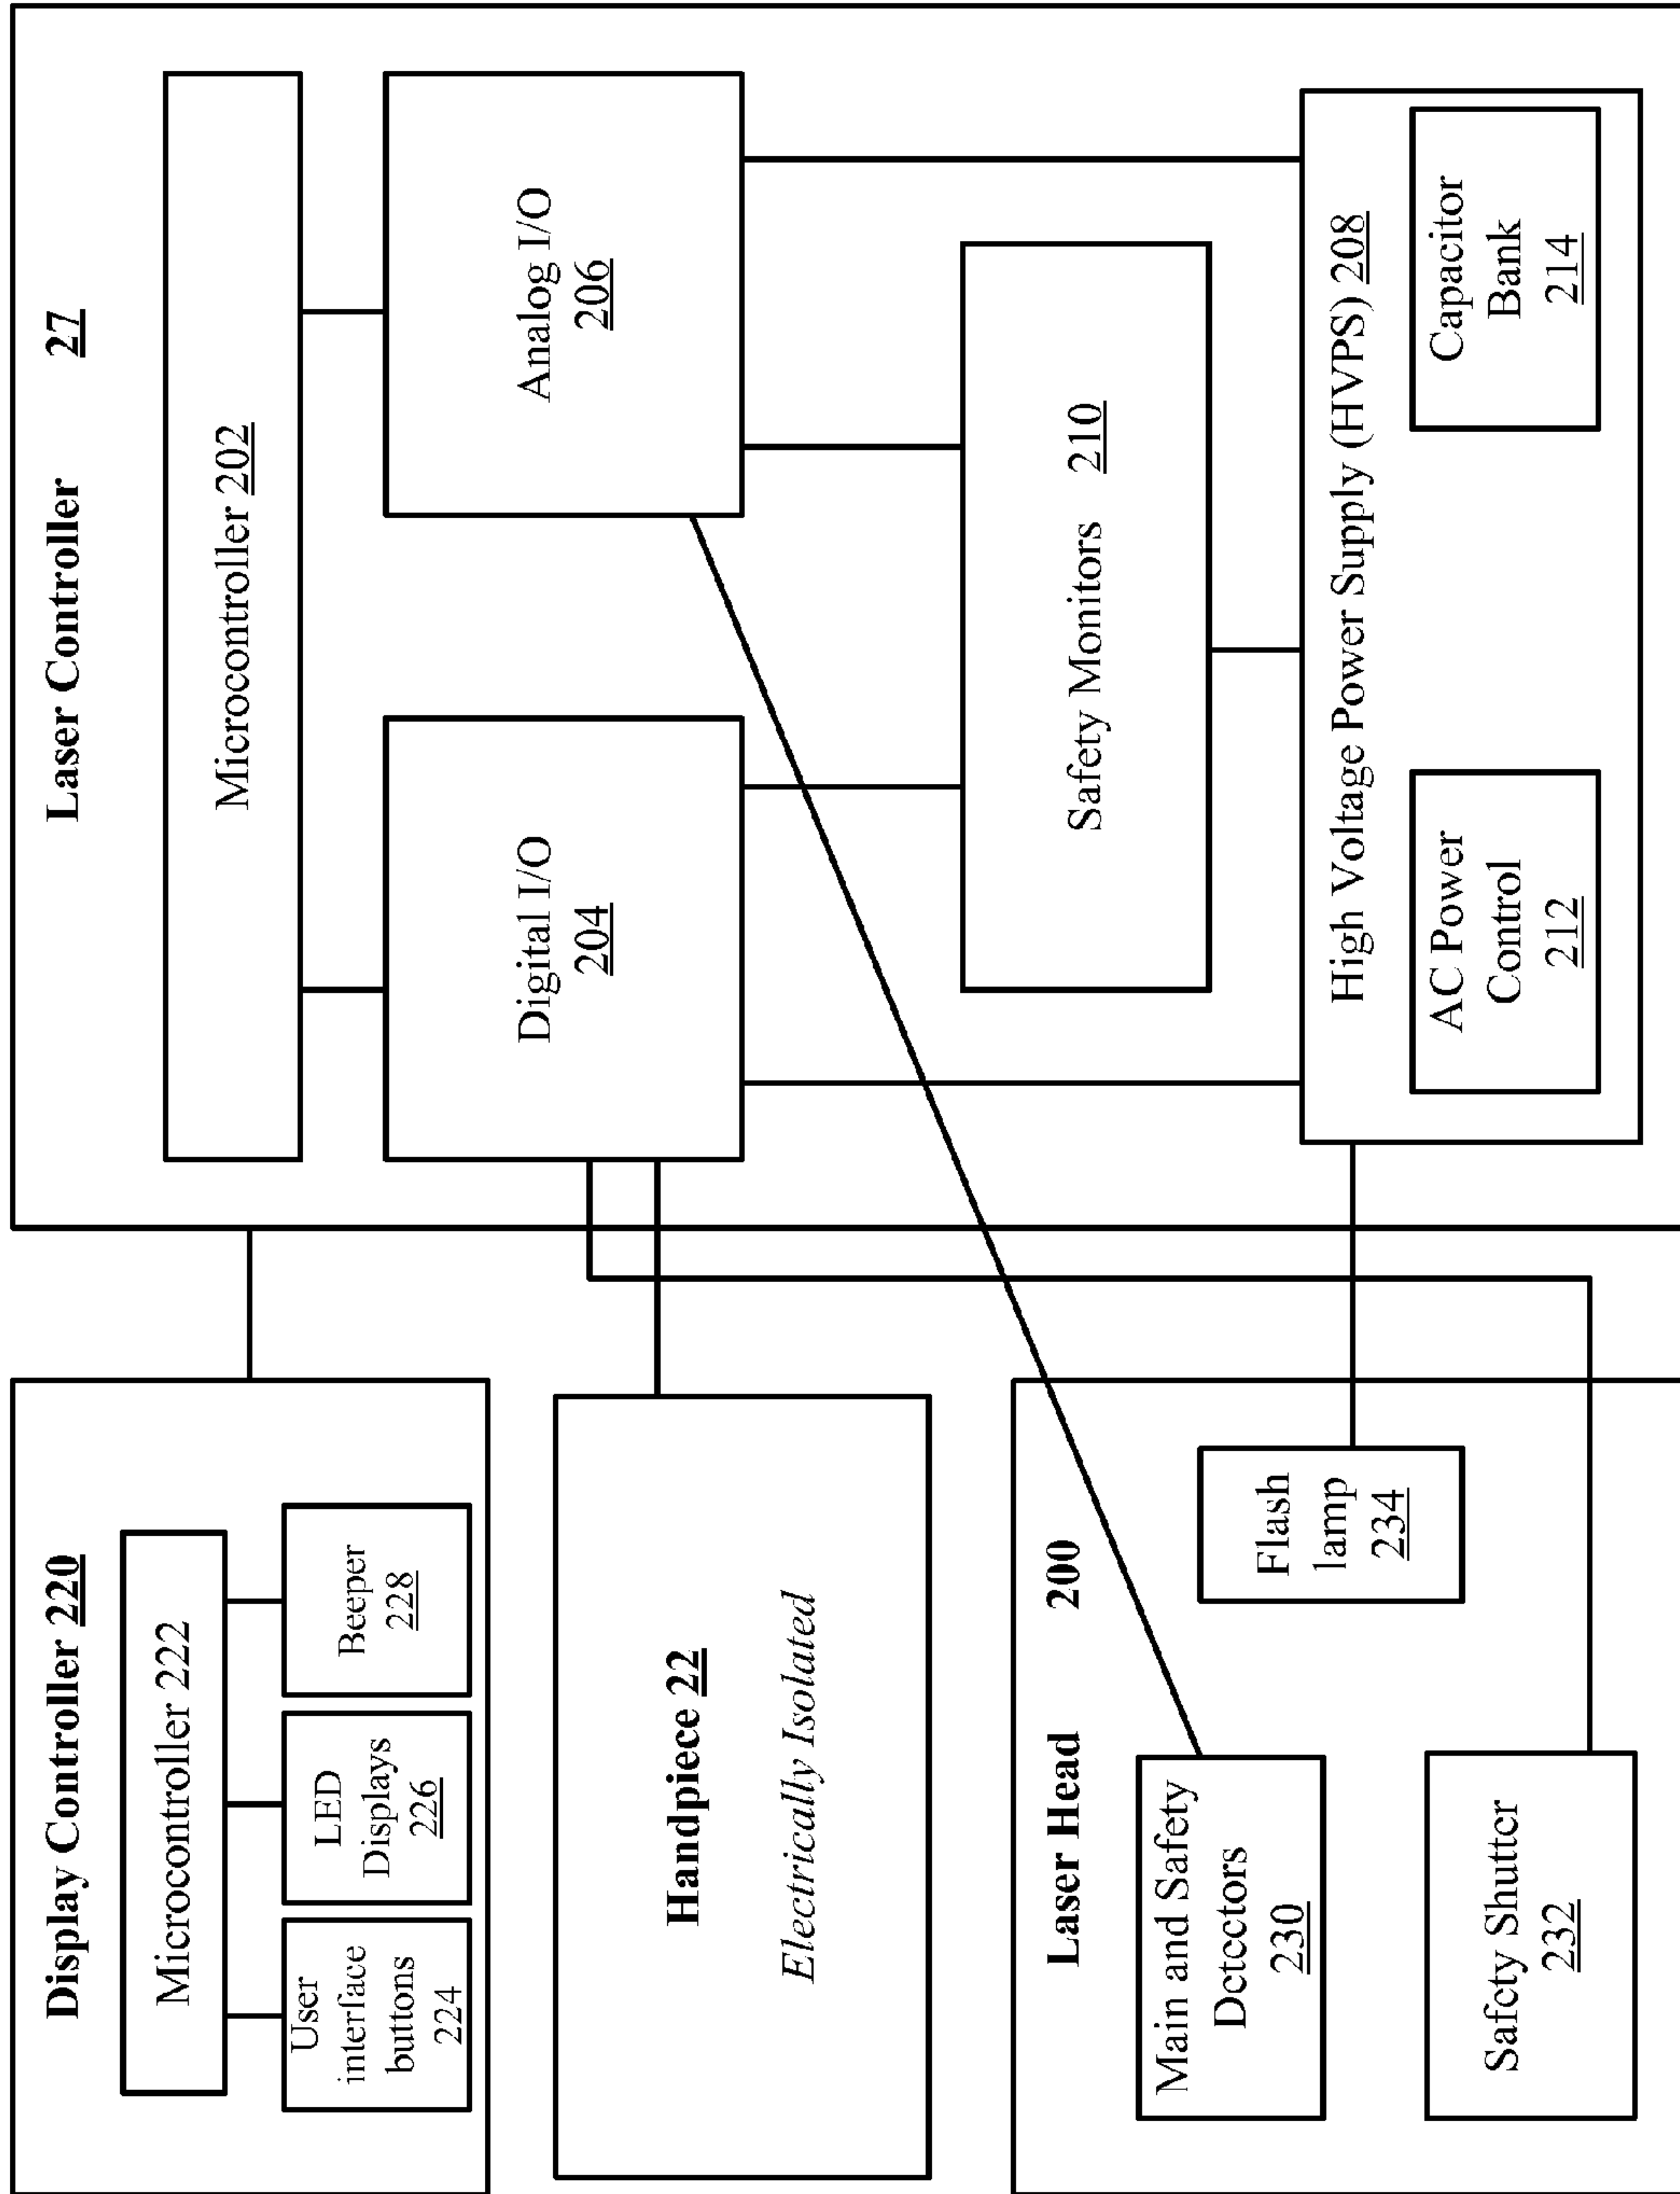 Display Controller 220
Microcontroller 222
User
interface
buttons
224
LED
Displays
226
Beeper
228
Handpiece 22
Electrically Isolated
Laser Head 200
Main and Safety
Detectors
230
Flash
lamp
234
Safety Shutter
232
Laser Controller 27
Microcontroller 202
Digital I/O
204
Analog I/O
206
Safety Monitors 210
High Voltage Power Supply (HVPS) 208
AC Power
Control
212
Capacitor
Bank
214